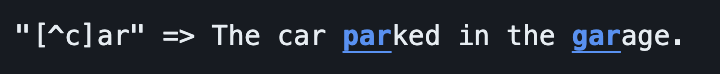 "[^c]ar" => The car parked in the garage.